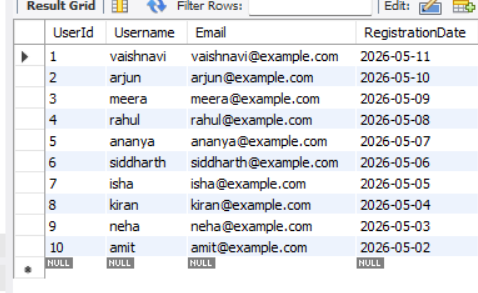 Result Grid Filter Rows: Edit:
UserId Username Email RegistrationDate
1 vaishnavi vaishnavi@example.com 2026-05-11
2 arjun arjun@example.com 2026-05-10
3 meera meera@example.com 2026-05-09
4 rahul rahul@example.com 2026-05-08
5 ananya ananya@example.com 2026-05-07
6 siddharth siddharth@example.com 2026-05-06
7 isha isha@example.com 2026-05-05
8 kiran kiran@example.com 2026-05-04
9 neha neha@example.com 2026-05-03
10 amit amit@example.com 2026-05-02
NULL NULL NULL NULL